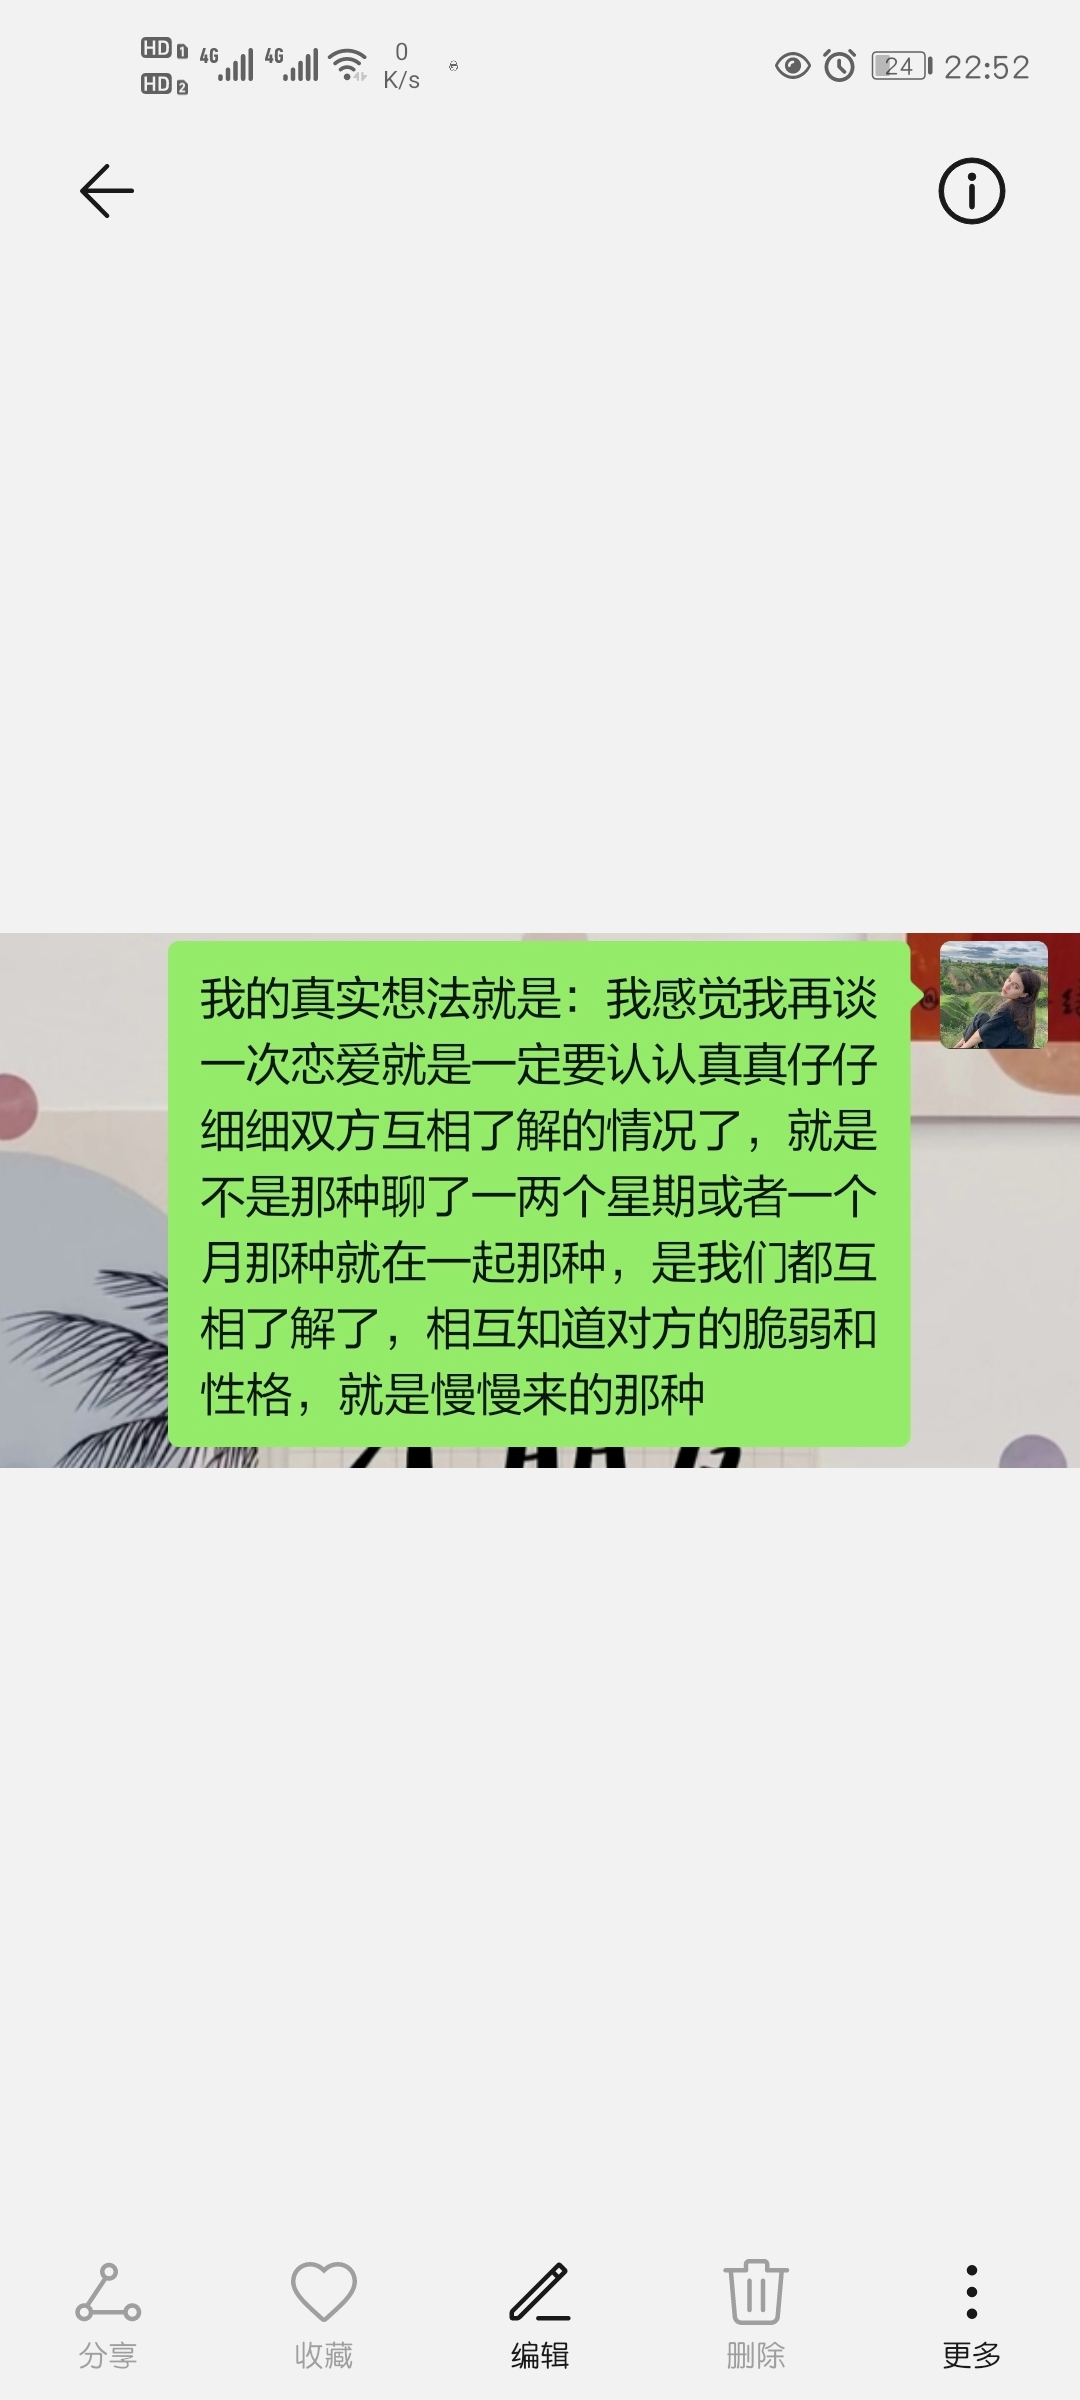 HD 1 4G 4G 0 24 22:52
HD 2 K/s
我的真实想法就是：我感觉我再谈
一次恋爱就是一定要认认真真仔仔
细细双方互相了解的情况了，就是
不是那种聊了一两个星期或者一个
月那种就在一起那种，是我们都互
相了解了，相互知道对方的脆弱和
性格，就是慢慢来的那种
分享 收藏 编辑 删除 更多